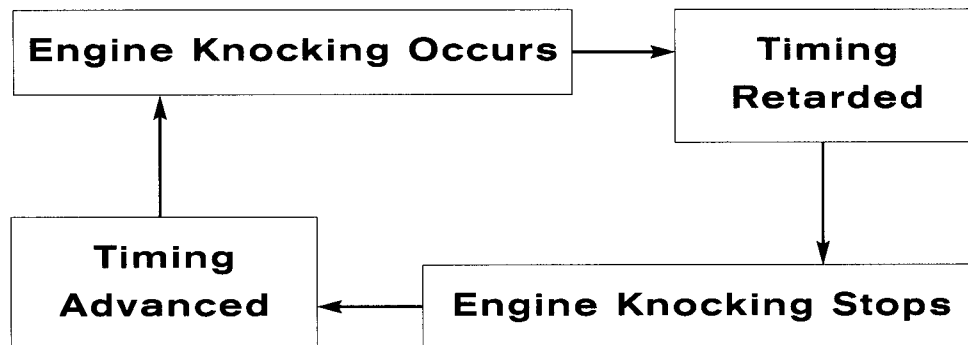 Engine Knocking Occurs
Timing
Retarded
Timing
Advanced
Engine Knocking Stops